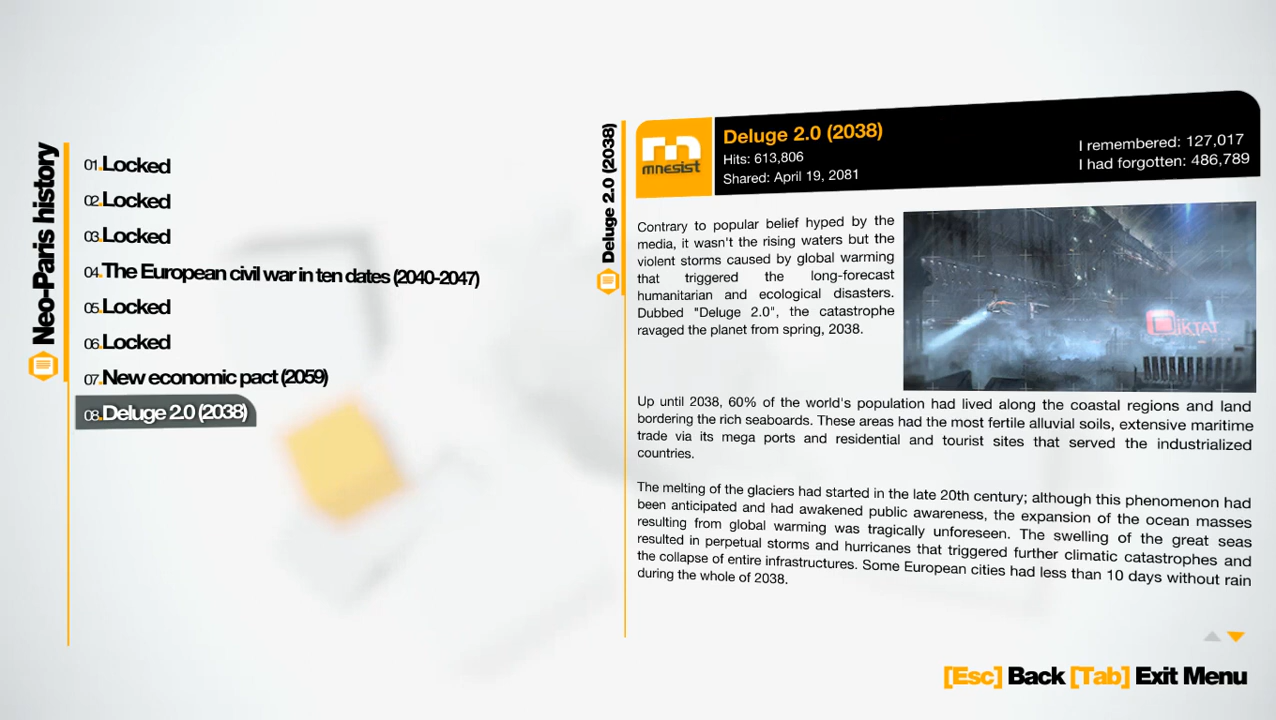 Neo-Paris history
01.Locked
02.Locked
03.Locked
04.The European civil war in ten dates (2040-2047)
05.Locked
06.Locked
07.New economic pact (2059)
08.Deluge 2.0 (2038)
Deluge 2.0 (2038)
mnesist
Deluge 2.0 (2038)
Hits: 613,806
Shared: April 19, 2081
I remembered: 127,017
I had forgotten: 486,789
Contrary to popular belief hyped by the
media, it wasn't the rising waters but the
violent storms caused by global warming
that triggered the long-forecast
humanitarian and ecological disasters.
Dubbed "Deluge 2.0", the catastrophe
ravaged the planet from spring, 2038.
DiKTAT
Up until 2038, 60% of the world's population had lived along the coastal regions and land
bordering the rich seaboards. These areas had the most fertile alluvial soils, extensive maritime
trade via its mega ports and residential and tourist sites that served the industrialized
countries.
The melting of the glaciers had started in the late 20th century; although this phenomenon had
been anticipated and had awakened public awareness, the expansion of the ocean masses
resulting from global warming was tragically unforeseen. The swelling of the great seas
resulted in perpetual storms and hurricanes that triggered further climatic catastrophes and
the collapse of entire infrastructures. Some European cities had less than 10 days without rain
during the whole of 2038.
[Esc] Back [Tab] Exit Menu